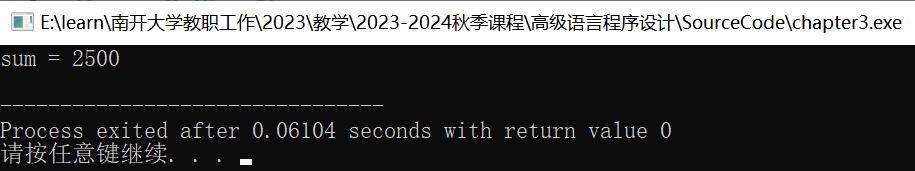 E:\learn\南开大学教职工作\2023\教学\2023-2024秋季课程\高级语言程序设计\SourceCode\chapter3.exe
sum = 2500
--------------------------------
Process exited after 0.06104 seconds with return value 0
请按任意键继续. . .